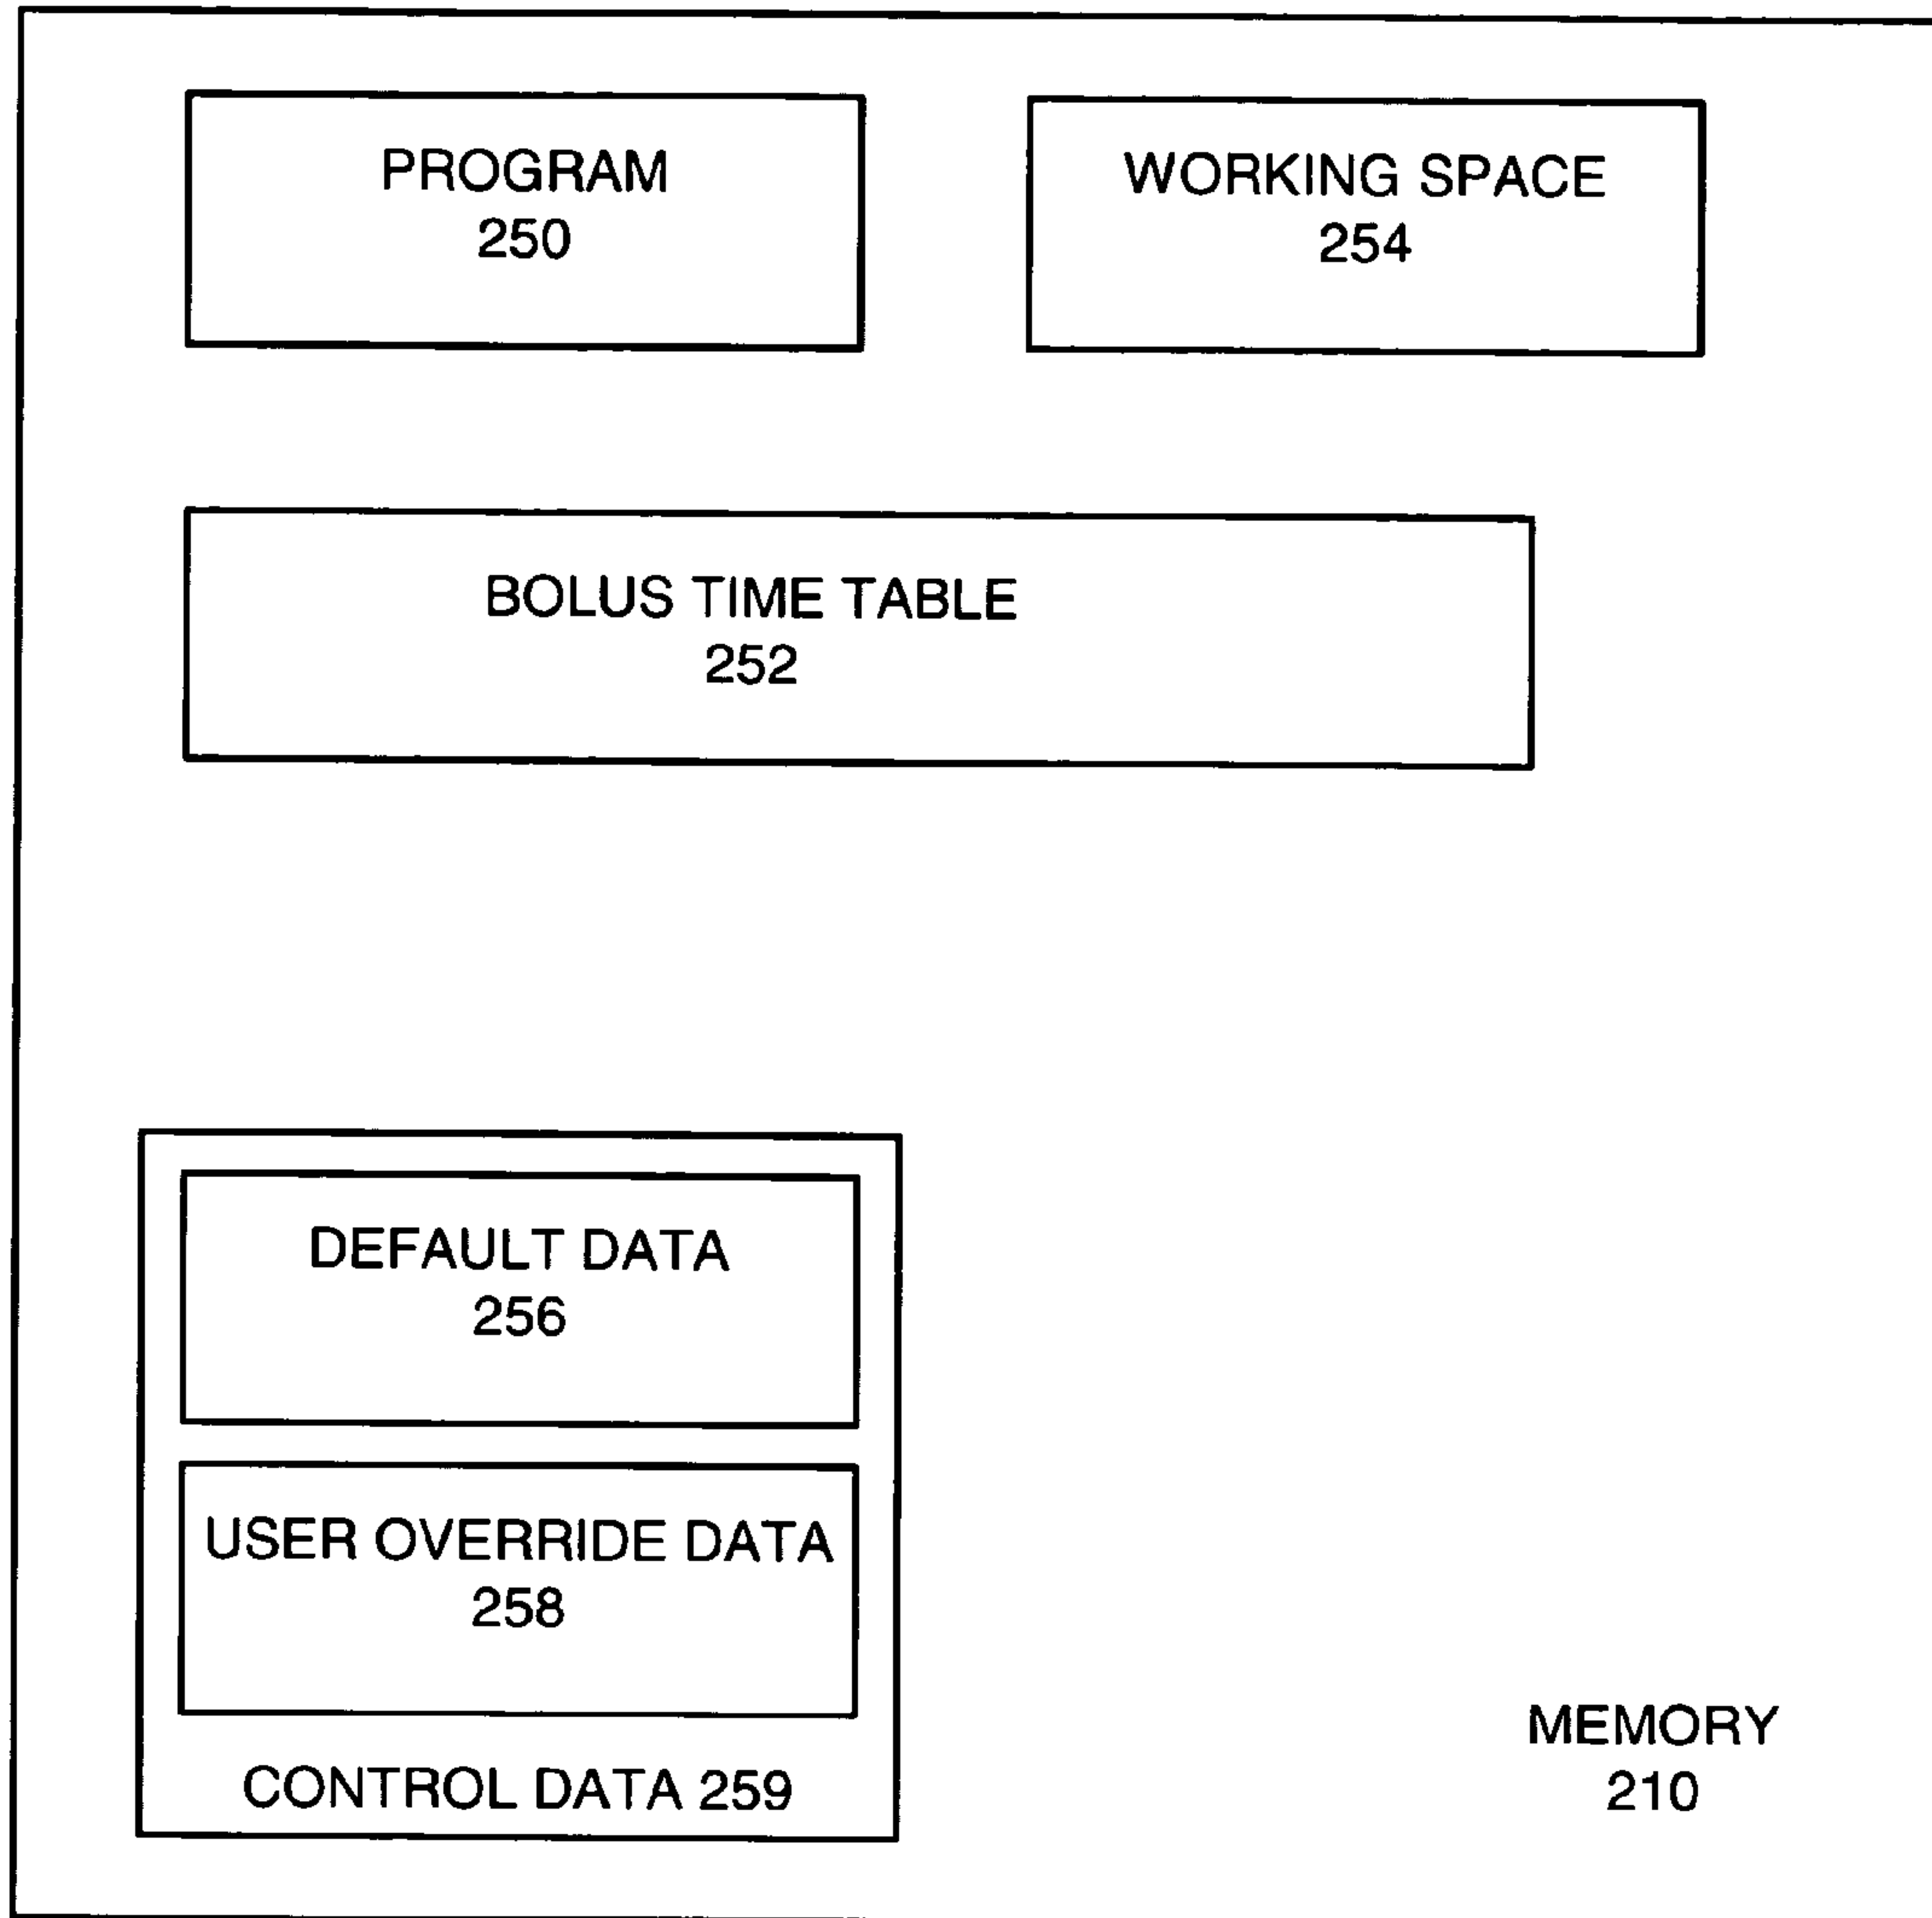 PROGRAM
250
WORKING SPACE
254
BOLUS TIME TABLE
252
DEFAULT DATA
256
USER OVERRIDE DATA
258
CONTROL DATA 259
MEMORY
210